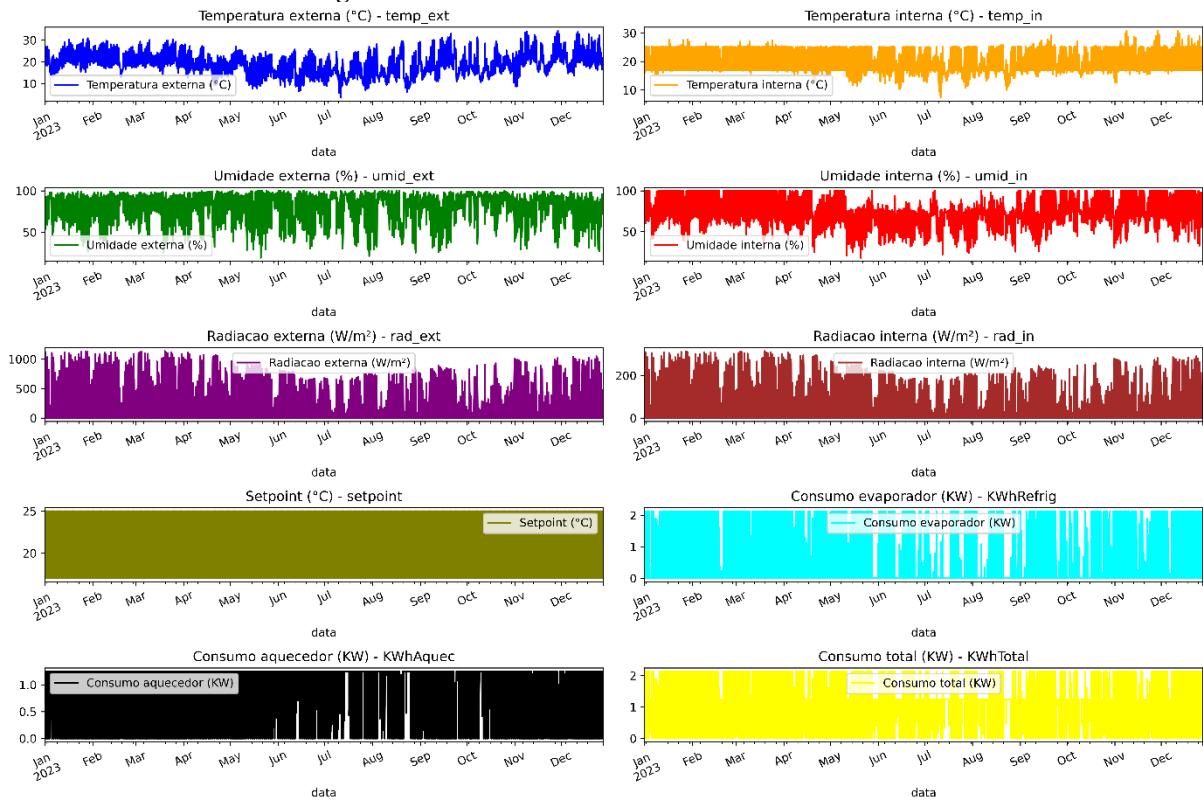 Temperatura externa (°C) - temp_ext
30
20
10
Temperatura externa (°C)
Jan
2023
Feb
Mar
Apr
May
Jun
Jul
Aug
Sep
Oct
Nov
Dec
data
Temperatura interna (°C) - temp_in
30
20
10
Temperatura interna (°C)
Jan
2023
Feb
Mar
Apr
May
Jun
Jul
Aug
Sep
Oct
Nov
Dec
data
Umidade externa (%) - umid_ext
100
50
Umidade externa (%)
Jan
2023
Feb
Mar
Apr
May
Jun
Jul
Aug
Sep
Oct
Nov
Dec
data
Umidade interna (%) - umid_in
100
50
Umidade interna (%)
Jan
2023
Feb
Mar
Apr
May
Jun
Jul
Aug
Sep
Oct
Nov
Dec
data
Radiacao externa (W/m²) - rad_ext
1000
500
0
Radiacao externa (W/m²)
Jan
2023
Feb
Mar
Apr
May
Jun
Jul
Aug
Sep
Oct
Nov
Dec
data
Radiacao interna (W/m²) - rad_in
200
0
Radiacao interna (W/m²)
Jan
2023
Feb
Mar
Apr
May
Jun
Jul
Aug
Sep
Oct
Nov
Dec
data
Setpoint (°C) - setpoint
25
20
Setpoint (°C)
Jan
2023
Feb
Mar
Apr
May
Jun
Jul
Aug
Sep
Oct
Nov
Dec
data
Consumo evaporador (KW) - KWhRefrig
2
1
0
Consumo evaporador (KW)
Jan
2023
Feb
Mar
Apr
May
Jun
Jul
Aug
Sep
Oct
Nov
Dec
data
Consumo aquecedor (KW) - KWhAquec
1.0
0.5
0.0
Consumo aquecedor (KW)
Jan
2023
Feb
Mar
Apr
May
Jun
Jul
Aug
Sep
Oct
Nov
Dec
data
Consumo total (KW) - KWhTotal
2
1
0
Consumo total (KW)
Jan
2023
Feb
Mar
Apr
May
Jun
Jul
Aug
Sep
Oct
Nov
Dec
data